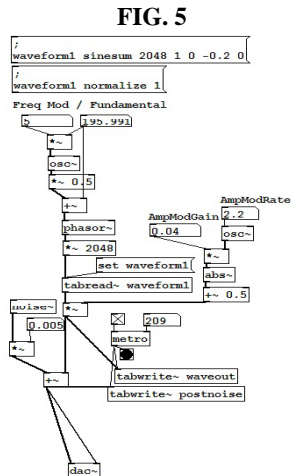 FIG. 5
;
waveform1 sinesum 2048 1 0 -0.2 0
;
waveform1 normalize 1
Freq Mod / Fundamental
5
195.991
*~
osc~
*~ 0.5
+~
phasor~
*~ 2048
set waveform1
tabread~ waveform1
AmpModRate
AmpModGain
2.2
0.04
osc~
*~
abs~
+~ 0.5
*~
noise~
0.005
*~
209
metro
tabwrite~ waveout
tabwrite~ postnoise
+~
dac~